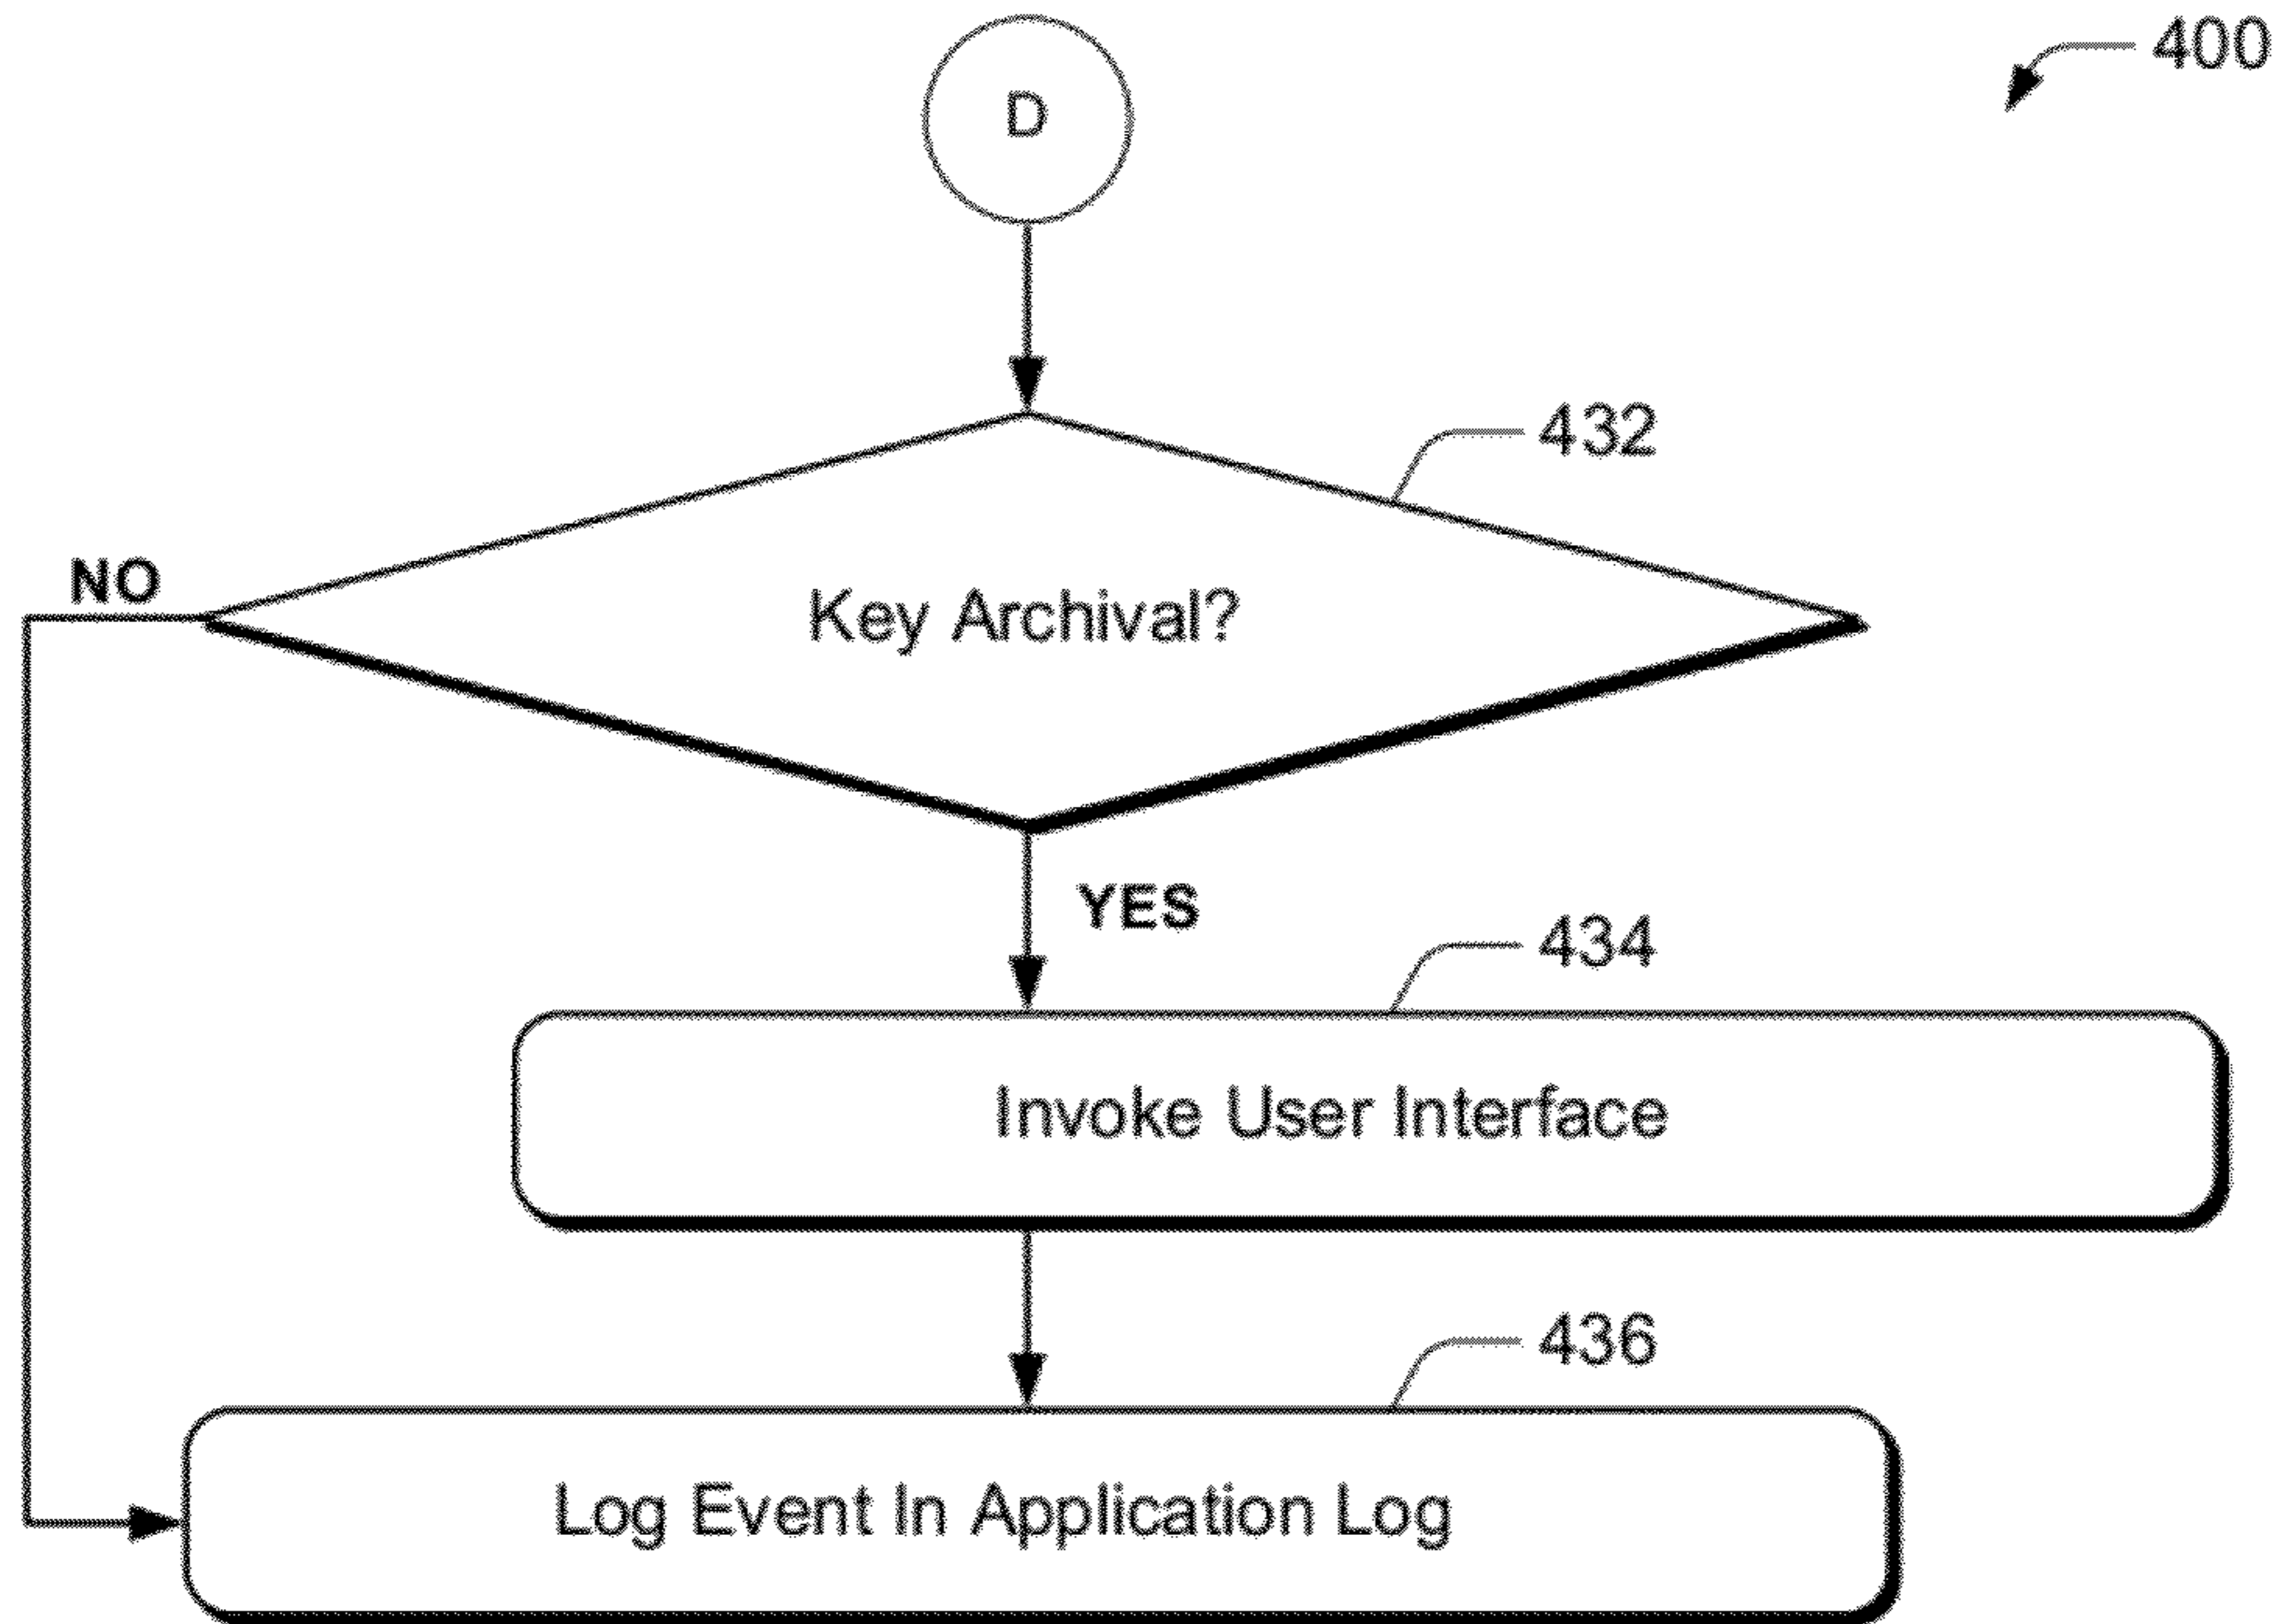 400
D
432
NO
Key Archival?
YES
434
Invoke User Interface
436
Log Event In Application Log